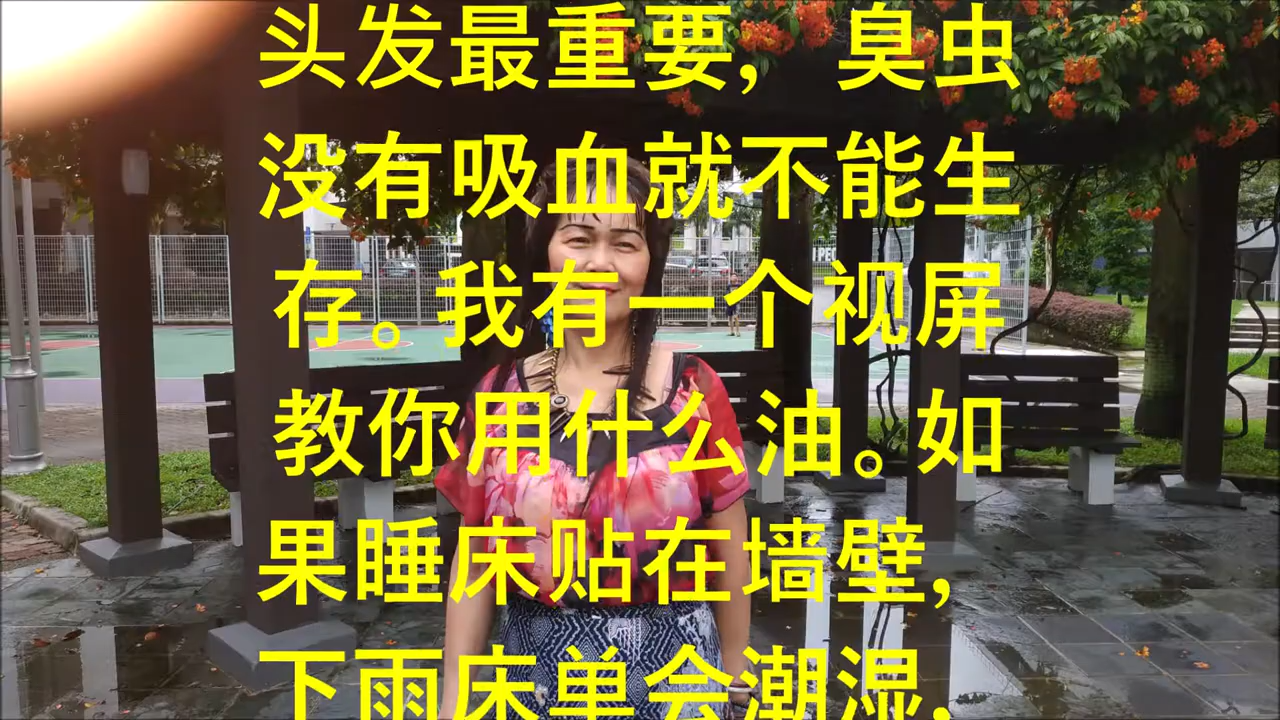 头发最重要，臭虫
没有吸血就不能生
存。我有一个视屏
教你用什么油。如
果睡床贴在墙壁，
下雨床单会潮湿，